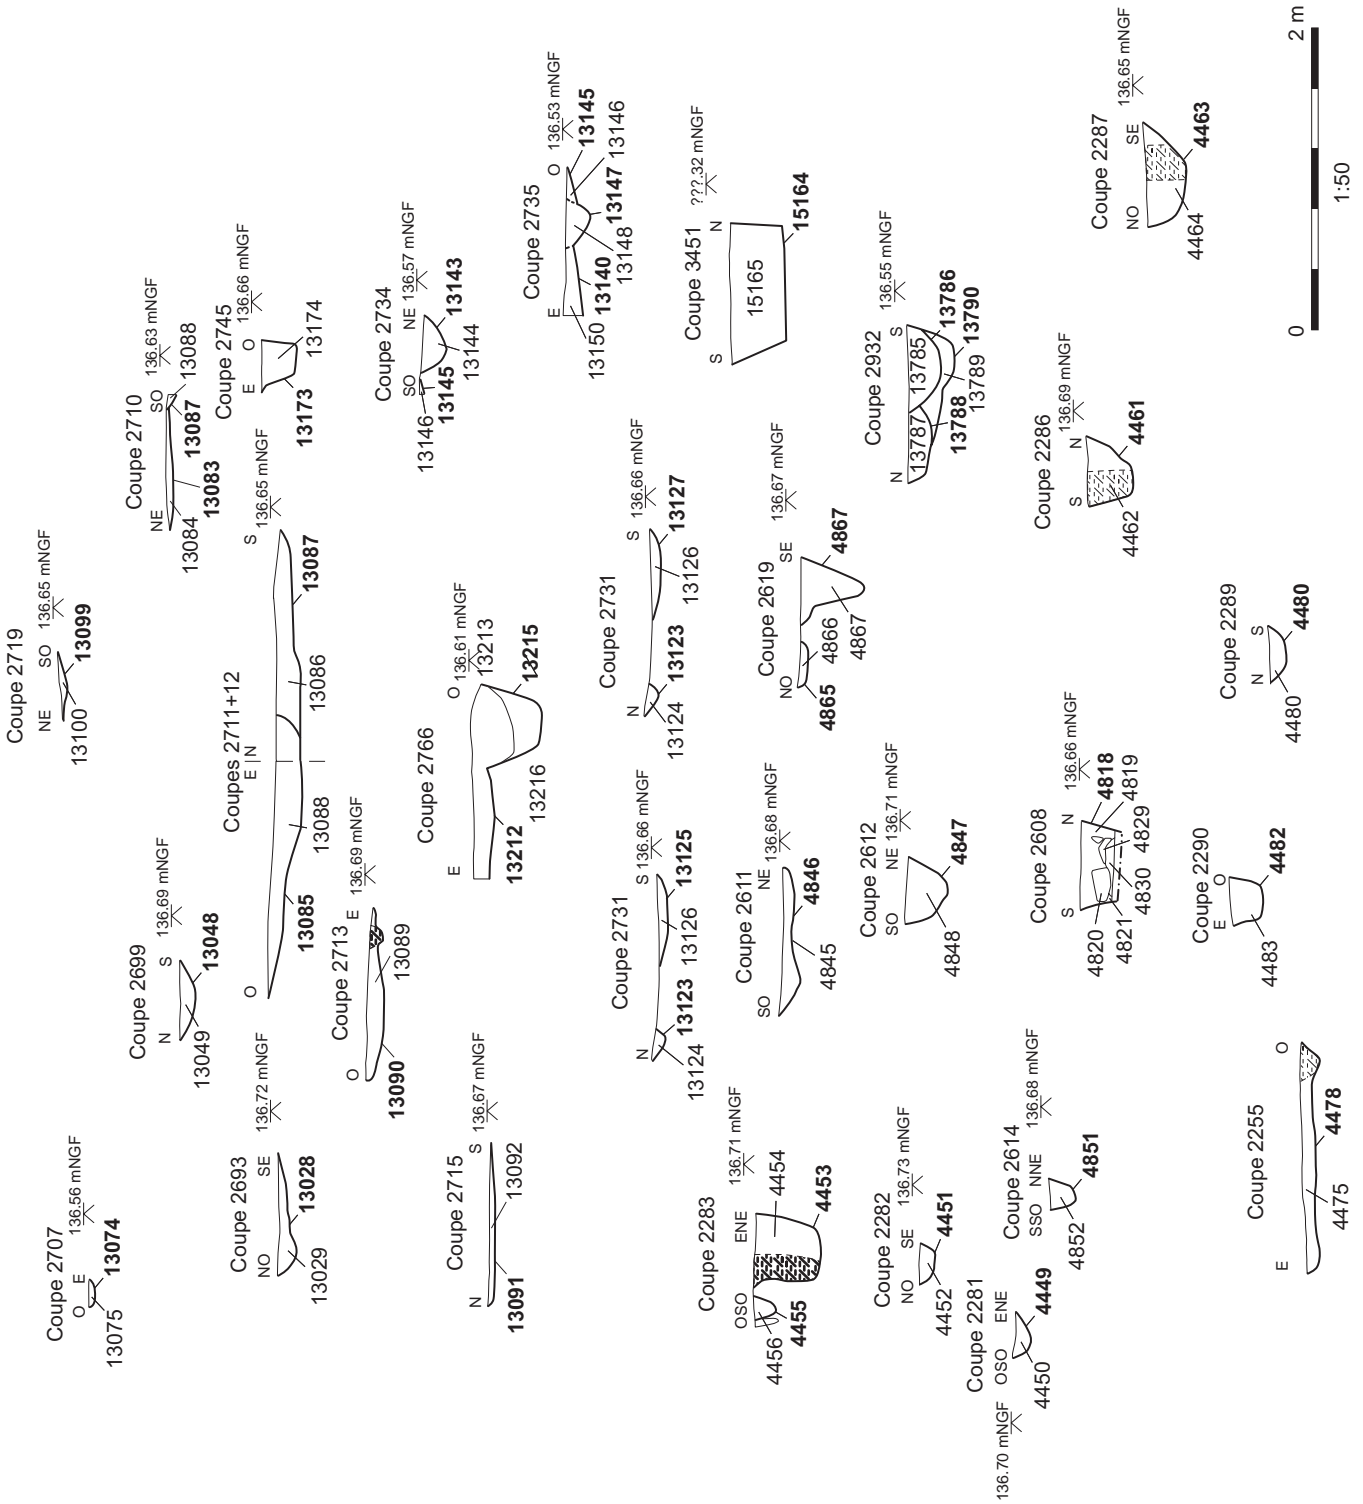 Coupe 2707
O E
136.56 mNGF
13075
13074
Coupe 2719
NE SO
136.65 mNGF
13100
13099
Coupe 2699
N S
136.69 mNGF
13049
13048
Coupe 2710
NE SO
136.63 mNGF
13084
13083
13087
13088
Coupe 2693
NO SE
136.72 mNGF
13029
13028
Coupes 2711+12
O E N S
136.65 mNGF
13085
13088
13086
13087
Coupe 2745
E O
136.66 mNGF
13173
13174
Coupe 2713
O E
136.69 mNGF
13090
13089
Coupe 2734
SO NE
136.57 mNGF
13146
13145
13144
13143
Coupe 2715
N S
136.67 mNGF
13091
13092
Coupe 2766
E O
136.61 mNGF
13212
13216
13213
13215
Coupe 2735
E O
136.53 mNGF
13150
13140
13148
13147
13146
13145
Coupe 2731
N S
136.66 mNGF
13124
13123
13126
13125
Coupe 2731
N S
136.66 mNGF
13124
13123
13126
13127
Coupe 3451
S N
???.32 mNGF
15165
15164
Coupe 2283
OSO ENE
136.71 mNGF
4456
4455
4454
4453
Coupe 2611
SO NE
136.68 mNGF
4845
4846
Coupe 2619
NO SE
136.67 mNGF
4865
4866
4867
4867
Coupe 2932
N S
136.55 mNGF
13787
13785
13788
13789
13786
13790
Coupe 2282
NO SE
136.73 mNGF
4452
4451
Coupe 2612
SO NE
136.71 mNGF
4848
4847
Coupe 2281
OSO ENE
136.70 mNGF
4450
4449
Coupe 2614
SSO NNE
136.68 mNGF
4852
4851
Coupe 2608
S N
136.66 mNGF
4820
4821
4830
4829
4819
4818
Coupe 2286
S N
136.69 mNGF
4462
4461
Coupe 2287
NO SE
136.65 mNGF
4464
4463
Coupe 2290
E O
4483
4482
Coupe 2289
N S
4480
4480
Coupe 2255
E O
4475
4478
0 2 m
1:50